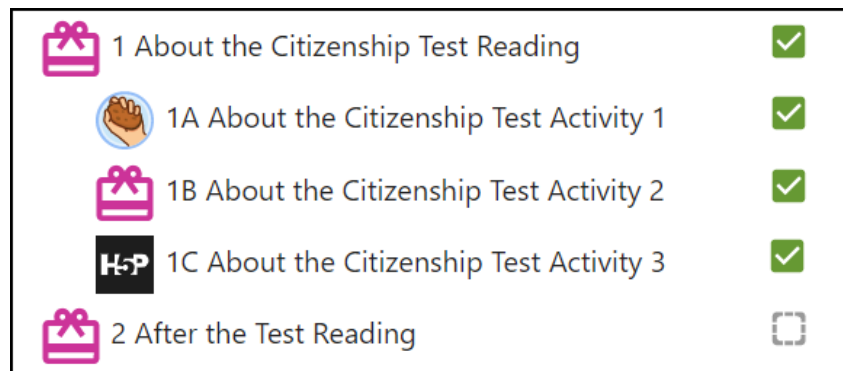 1 About the Citizenship Test Reading
1A About the Citizenship Test Activity 1
1B About the Citizenship Test Activity 2
H5P 1C About the Citizenship Test Activity 3
2 After the Test Reading